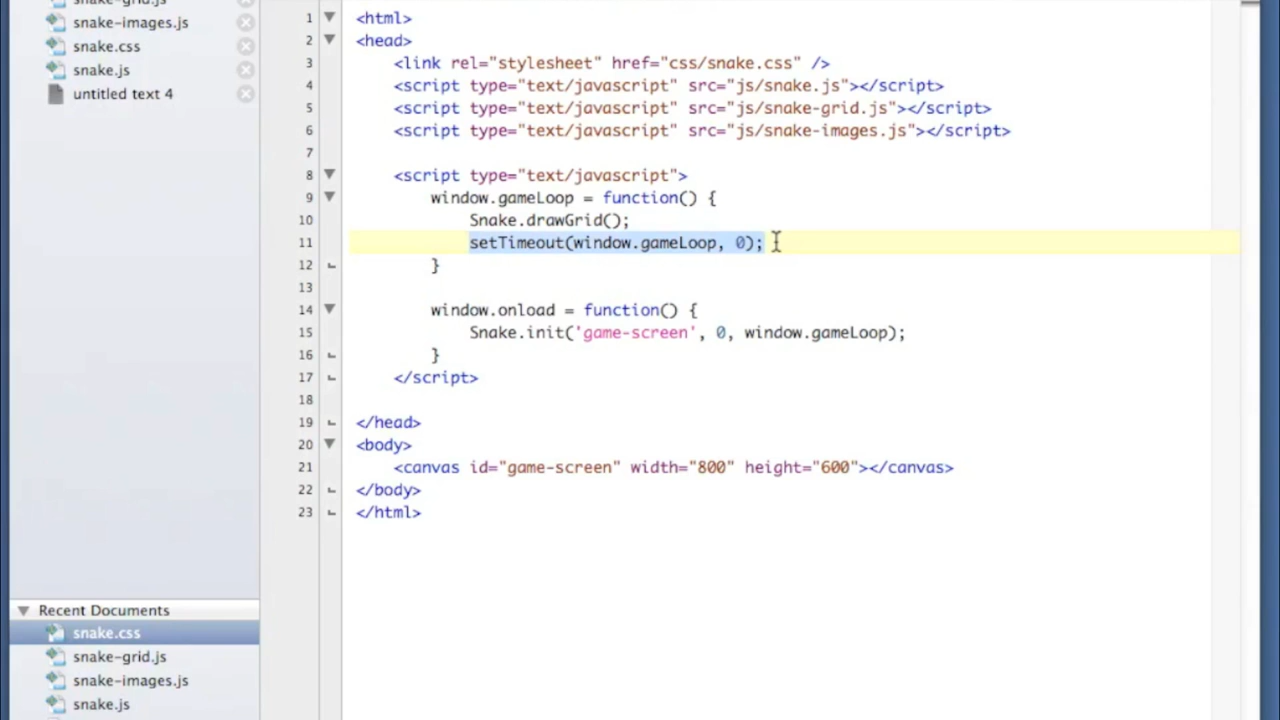 snake-grid.js
snake-images.js
snake.css
snake.js
untitled text 4
Recent Documents
snake.css
snake-grid.js
snake-images.js
snake.js
1 <html>
2 <head>
3 <link rel="stylesheet" href="css/snake.css" />
4 <script type="text/javascript" src="js/snake.js"></script>
5 <script type="text/javascript" src="js/snake-grid.js"></script>
6 <script type="text/javascript" src="js/snake-images.js"></script>
7
8 <script type="text/javascript">
9 window.gameLoop = function() {
10 Snake.drawGrid();
11 setTimeout(window.gameLoop, 0);
12 }
13
14 window.onload = function() {
15 Snake.init('game-screen', 0, window.gameLoop);
16 }
17 </script>
18
19 </head>
20 <body>
21 <canvas id="game-screen" width="800" height="600"></canvas>
22 </body>
23 </html>